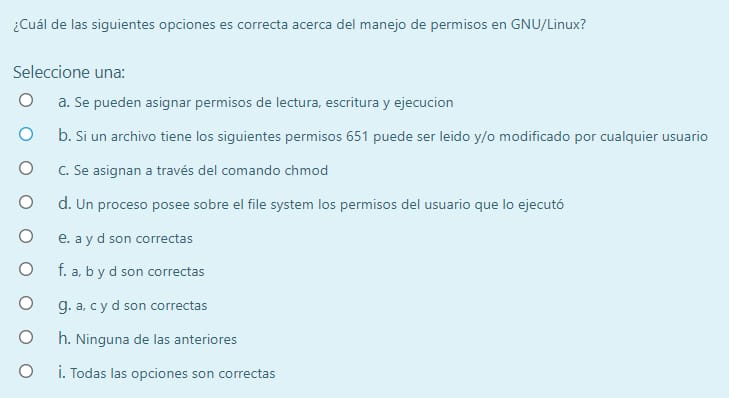 ¿Cuál de las siguientes opciones es correcta acerca del manejo de permisos en GNU/Linux?
Seleccione una:
a. Se pueden asignar permisos de lectura, escritura y ejecucion
b. Si un archivo tiene los siguientes permisos 651 puede ser leido y/o modificado por cualquier usuario
c. Se asignan a través del comando chmod
d. Un proceso posee sobre el file system los permisos del usuario que lo ejecutó
e. a y d son correctas
f. a, b y d son correctas
g. a, c y d son correctas
h. Ninguna de las anteriores
i. Todas las opciones son correctas